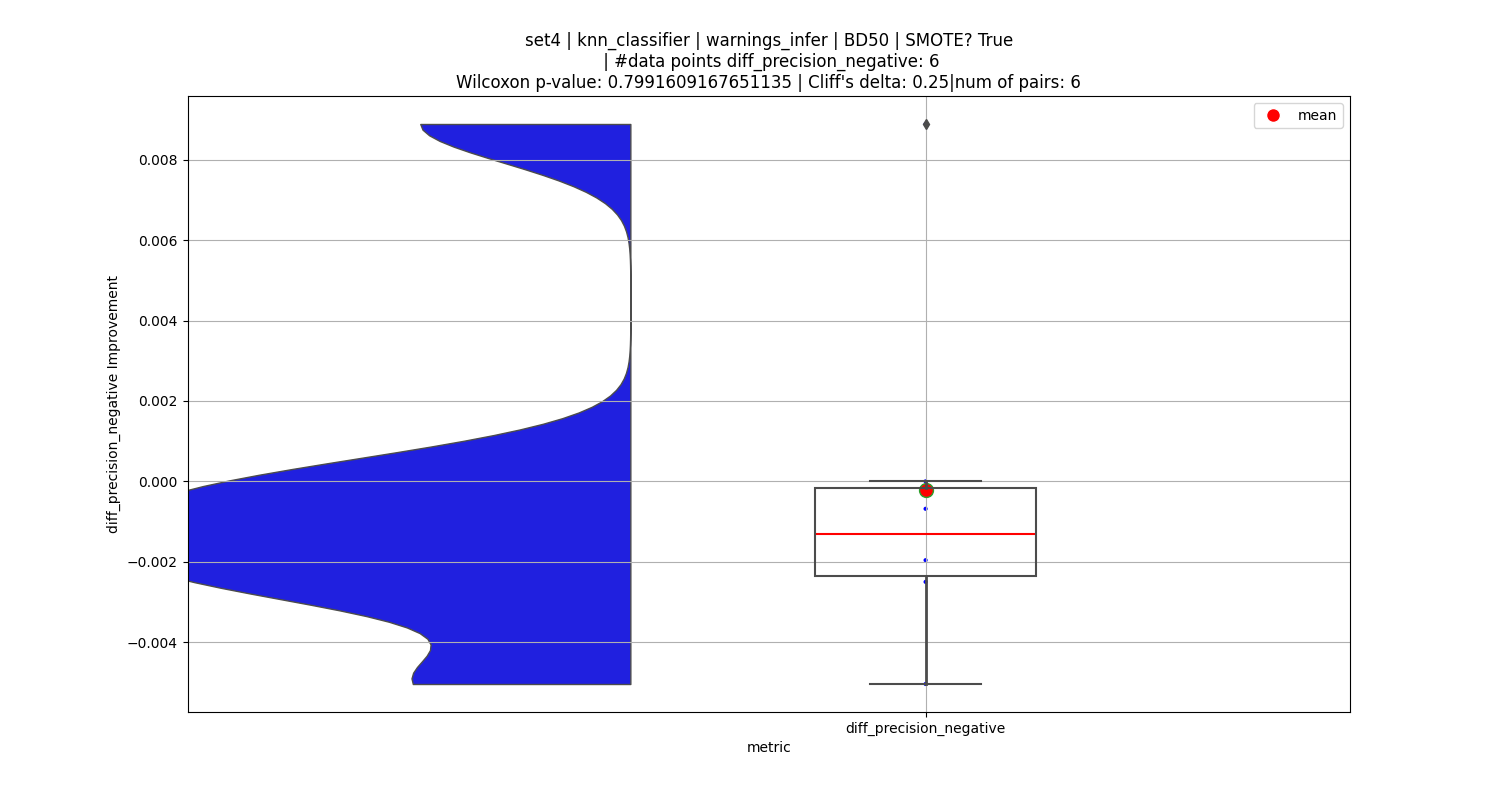 set4 | knn_classifier | warnings_infer | BD50 | SMOTE? True
| #data points diff_precision_negative: 6
Wilcoxon p-value: 0.7991609167651135 | Cliff's delta: 0.25|num of pairs: 6
mean
0.008
0.006
0.004
0.002
0.000
−0.002
−0.004
diff_precision_negative Improvement
diff_precision_negative
metric